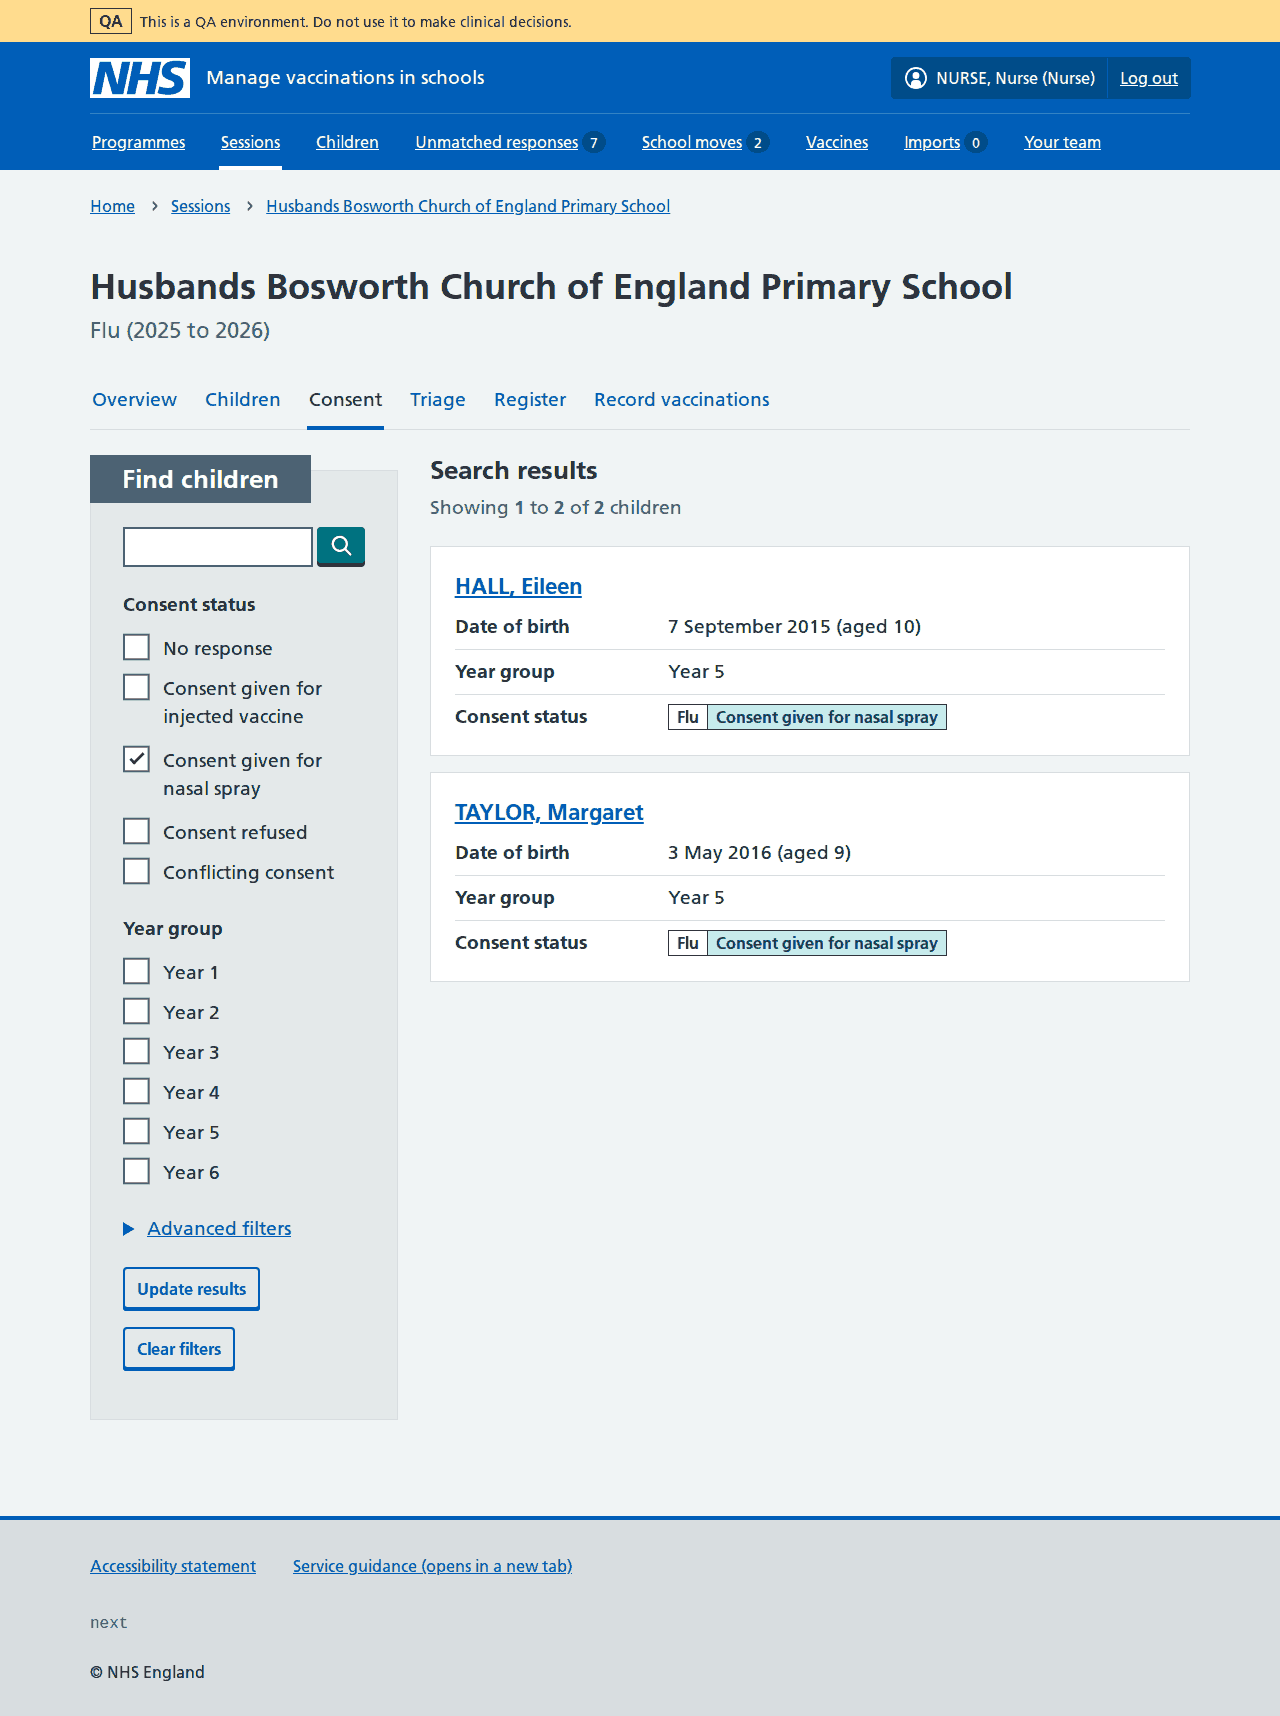 QA This is a QA environment. Do not use it to make clinical decisions.
NHS Manage vaccinations in schools NURSE, Nurse (Nurse) Log out
Programmes Sessions Children Unmatched responses 7 School moves 2 Vaccines Imports 0 Your team
Home Sessions Husbands Bosworth Church of England Primary School
Husbands Bosworth Church of England Primary School
Flu (2025 to 2026)
Overview Children Consent Triage Register Record vaccinations
Find children
Consent status
No response
Consent given for
injected vaccine
Consent given for
nasal spray
Consent refused
Conflicting consent
Year group
Year 1
Year 2
Year 3
Year 4
Year 5
Year 6
Advanced filters
Update results
Clear filters
Search results
Showing 1 to 2 of 2 children
HALL, Eileen
Date of birth 7 September 2015 (aged 10)
Year group Year 5
Consent status Flu Consent given for nasal spray
TAYLOR, Margaret
Date of birth 3 May 2016 (aged 9)
Year group Year 5
Consent status Flu Consent given for nasal spray
Accessibility statement Service guidance (opens in a new tab)
next
© NHS England